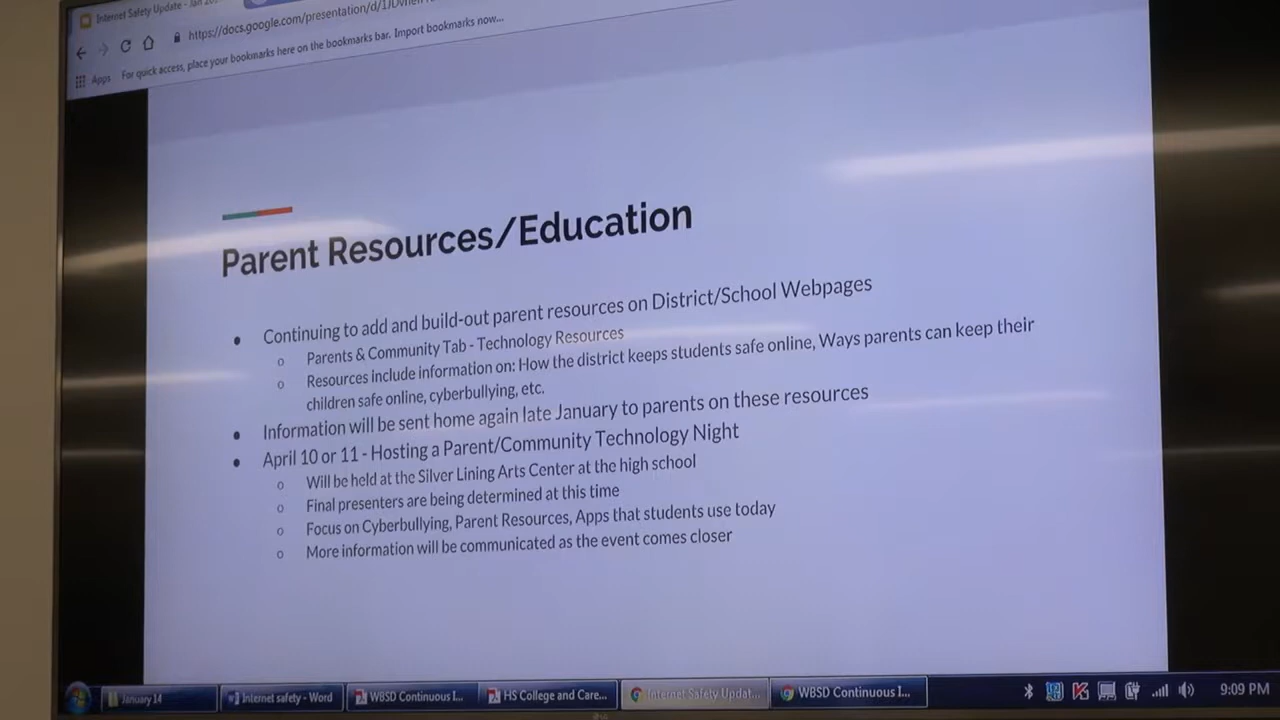 Internet Safety Update - Jan
https://docs.google.com/presentation/d/
Apps For quick access, place your bookmarks here on the bookmarks bar. Import bookmarks now...
Parent Resources/Education
• Continuing to add and build-out parent resources on District/School Webpages
o Parents & Community Tab - Technology Resources
o Resources include information on: How the district keeps students safe online, Ways parents can keep their
children safe online, cyberbullying, etc.
• Information will be sent home again late January to parents on these resources
• April 10 or 11 - Hosting a Parent/Community Technology Night
o Will be held at the Silver Lining Arts Center at the high school
o Final presenters are being determined at this time
o Focus on Cyberbullying, Parent Resources, Apps that students use today
o More information will be communicated as the event comes closer
January 14 Internet safety - Word WBSD Continuous I... HS College and Care... Internet Safety Updat... WBSD Continuous I... 9:09 PM